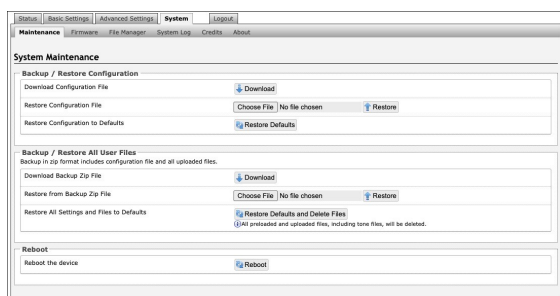 Status Basic Settings Advanced Settings System Logout
Maintenance Firmware File Manager System Log Credits About
System Maintenance
Backup / Restore Configuration
Download Configuration File Download
Restore Configuration File Choose File No file chosen Restore
Restore Configuration to Defaults Restore Defaults
Backup / Restore All User Files
Backup in zip format includes configuration file and all uploaded files.
Download Backup Zip File Download
Restore from Backup Zip File Choose File No file chosen Restore
Restore All Settings and Files to Defaults Restore Defaults and Delete Files
All preloaded and uploaded files, including tone files, will be deleted.
Reboot
Reboot the device Reboot